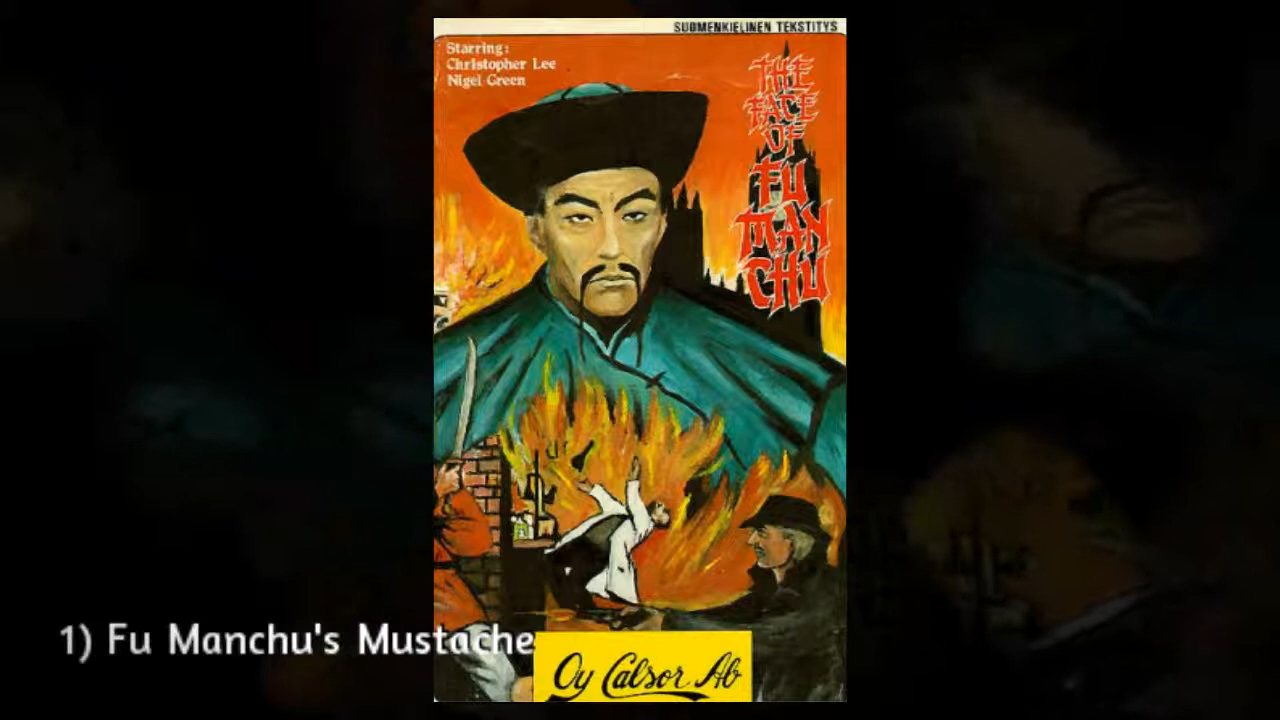 SUOMENKIELINEN TEKSTITYS
Starring:
Christopher Lee
Nigel Green
THE
FACE
OF
FU
MAN
CHU
1) Fu Manchu's Mustache
Oy Calsor Ab